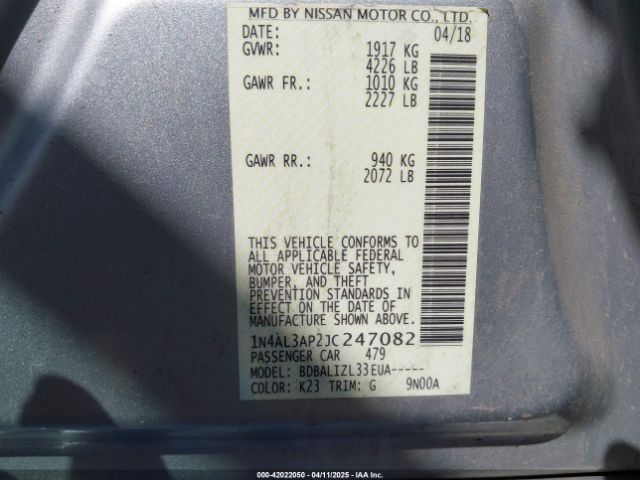 MFD BY NISSAN MOTOR CO., LTD.
DATE: 04/18
GVWR: 1917 KG
4226 LB
GAWR FR.: 1010 KG
2227 LB
GAWR RR.: 940 KG
2072 LB
THIS VEHICLE CONFORMS TO
ALL APPLICABLE FEDERAL
MOTOR VEHICLE SAFETY,
BUMPER, AND THEFT
PREVENTION STANDARDS IN
EFFECT ON THE DATE OF
MANUFACTURE SHOWN ABOVE.
1N4AL3AP2JC247082
PASSENGER CAR 479
MODEL: BDBALIZL33EUA-----
COLOR: K23 TRIM: G 9N00A
000-42022050 - 04/11/2025 - IAA Inc.